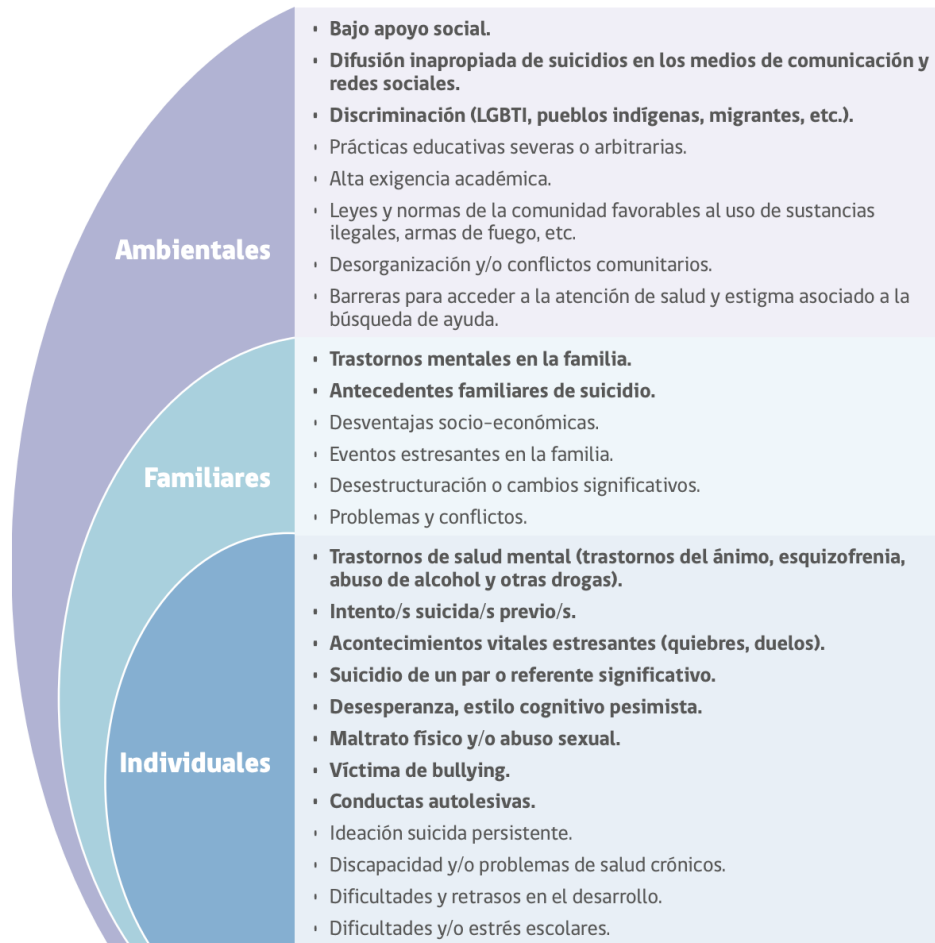 Ambientales
▪ Bajo apoyo social.
▪ Difusión inapropiada de suicidios en los medios de comunicación y
redes sociales.
▪ Discriminación (LGBTI, pueblos indígenas, migrantes, etc.).
▪ Prácticas educativas severas o arbitrarias.
▪ Alta exigencia académica.
▪ Leyes y normas de la comunidad favorables al uso de sustancias
ilegales, armas de fuego, etc.
▪ Desorganización y/o conflictos comunitarios.
▪ Barreras para acceder a la atención de salud y estigma asociado a la
búsqueda de ayuda.
Familiares
▪ Trastornos mentales en la familia.
▪ Antecedentes familiares de suicidio.
▪ Desventajas socio-económicas.
▪ Eventos estresantes en la familia.
▪ Desestructuración o cambios significativos.
▪ Problemas y conflictos.
Individuales
▪ Trastornos de salud mental (trastornos del ánimo, esquizofrenia,
abuso de alcohol y otras drogas).
▪ Intento/s suicida/s previo/s.
▪ Acontecimientos vitales estresantes (quiebres, duelos).
▪ Suicidio de un par o referente significativo.
▪ Desesperanza, estilo cognitivo pesimista.
▪ Maltrato físico y/o abuso sexual.
▪ Víctima de bullying.
▪ Conductas autolesivas.
▪ Ideación suicida persistente.
▪ Discapacidad y/o problemas de salud crónicos.
▪ Dificultades y retrasos en el desarrollo.
▪ Dificultades y/o estrés escolares.